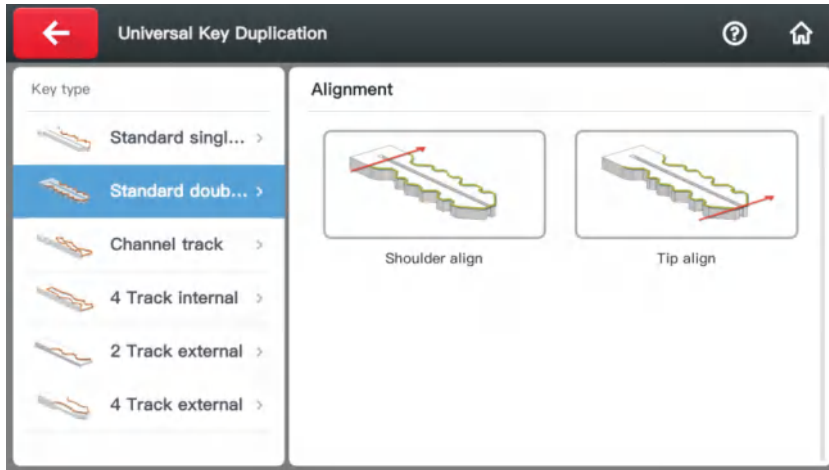 Universal Key Duplication
Key type
Standard singl...
Standard doub...
Channel track
4 Track internal
2 Track external
4 Track external
Alignment
Shoulder align
Tip align